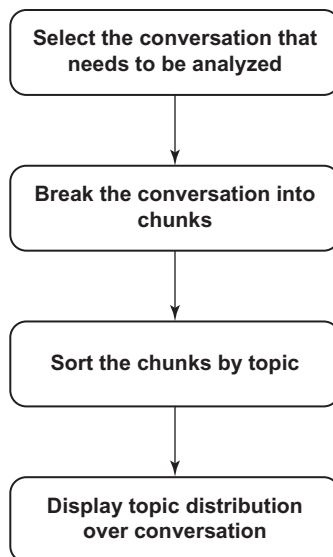 Select the conversation that
needs to be analyzed
Break the conversation into
chunks
Sort the chunks by topic
Display topic distribution
over conversation